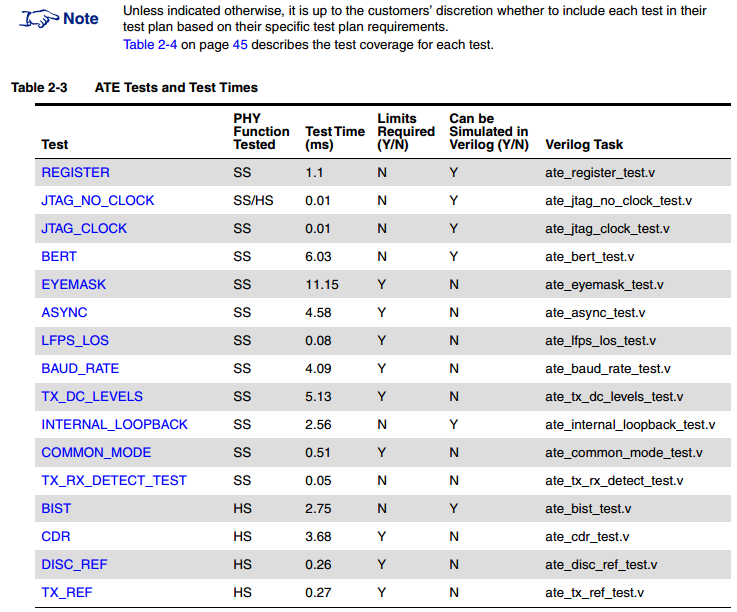 Note
Unless indicated otherwise, it is up to the customers’ discretion whether to include each test in their
test plan based on their specific test plan requirements.
Table 2-4 on page 45 describes the test coverage for each test.
Table 2-3 ATE Tests and Test Times
Test PHY Function Tested Test Time (ms) Limits Required (Y/N) Can be Simulated in Verilog (Y/N) Verilog Task
REGISTER SS 1.1 N Y ate_register_test.v
JTAG_NO_CLOCK SS/HS 0.01 N Y ate_jtag_no_clock_test.v
JTAG_CLOCK SS 0.01 N Y ate_jtag_clock_test.v
BERT SS 6.03 N Y ate_bert_test.v
EYEMASK SS 11.15 Y N ate_eyemask_test.v
ASYNC SS 4.58 Y N ate_async_test.v
LFPS_LOS SS 0.08 Y N ate_lfps_los_test.v
BAUD_RATE SS 4.09 Y N ate_baud_rate_test.v
TX_DC_LEVELS SS 5.13 Y N ate_tx_dc_levels_test.v
INTERNAL_LOOPBACK SS 2.56 N Y ate_internal_loopback_test.v
COMMON_MODE SS 0.51 Y N ate_common_mode_test.v
TX_RX_DETECT_TEST SS 0.05 N N ate_tx_rx_detect_test.v
BIST HS 2.75 N Y ate_bist_test.v
CDR HS 3.68 Y N ate_cdr_test.v
DISC_REF HS 0.26 Y N ate_disc_ref_test.v
TX_REF HS 0.27 Y N ate_tx_ref_test.v